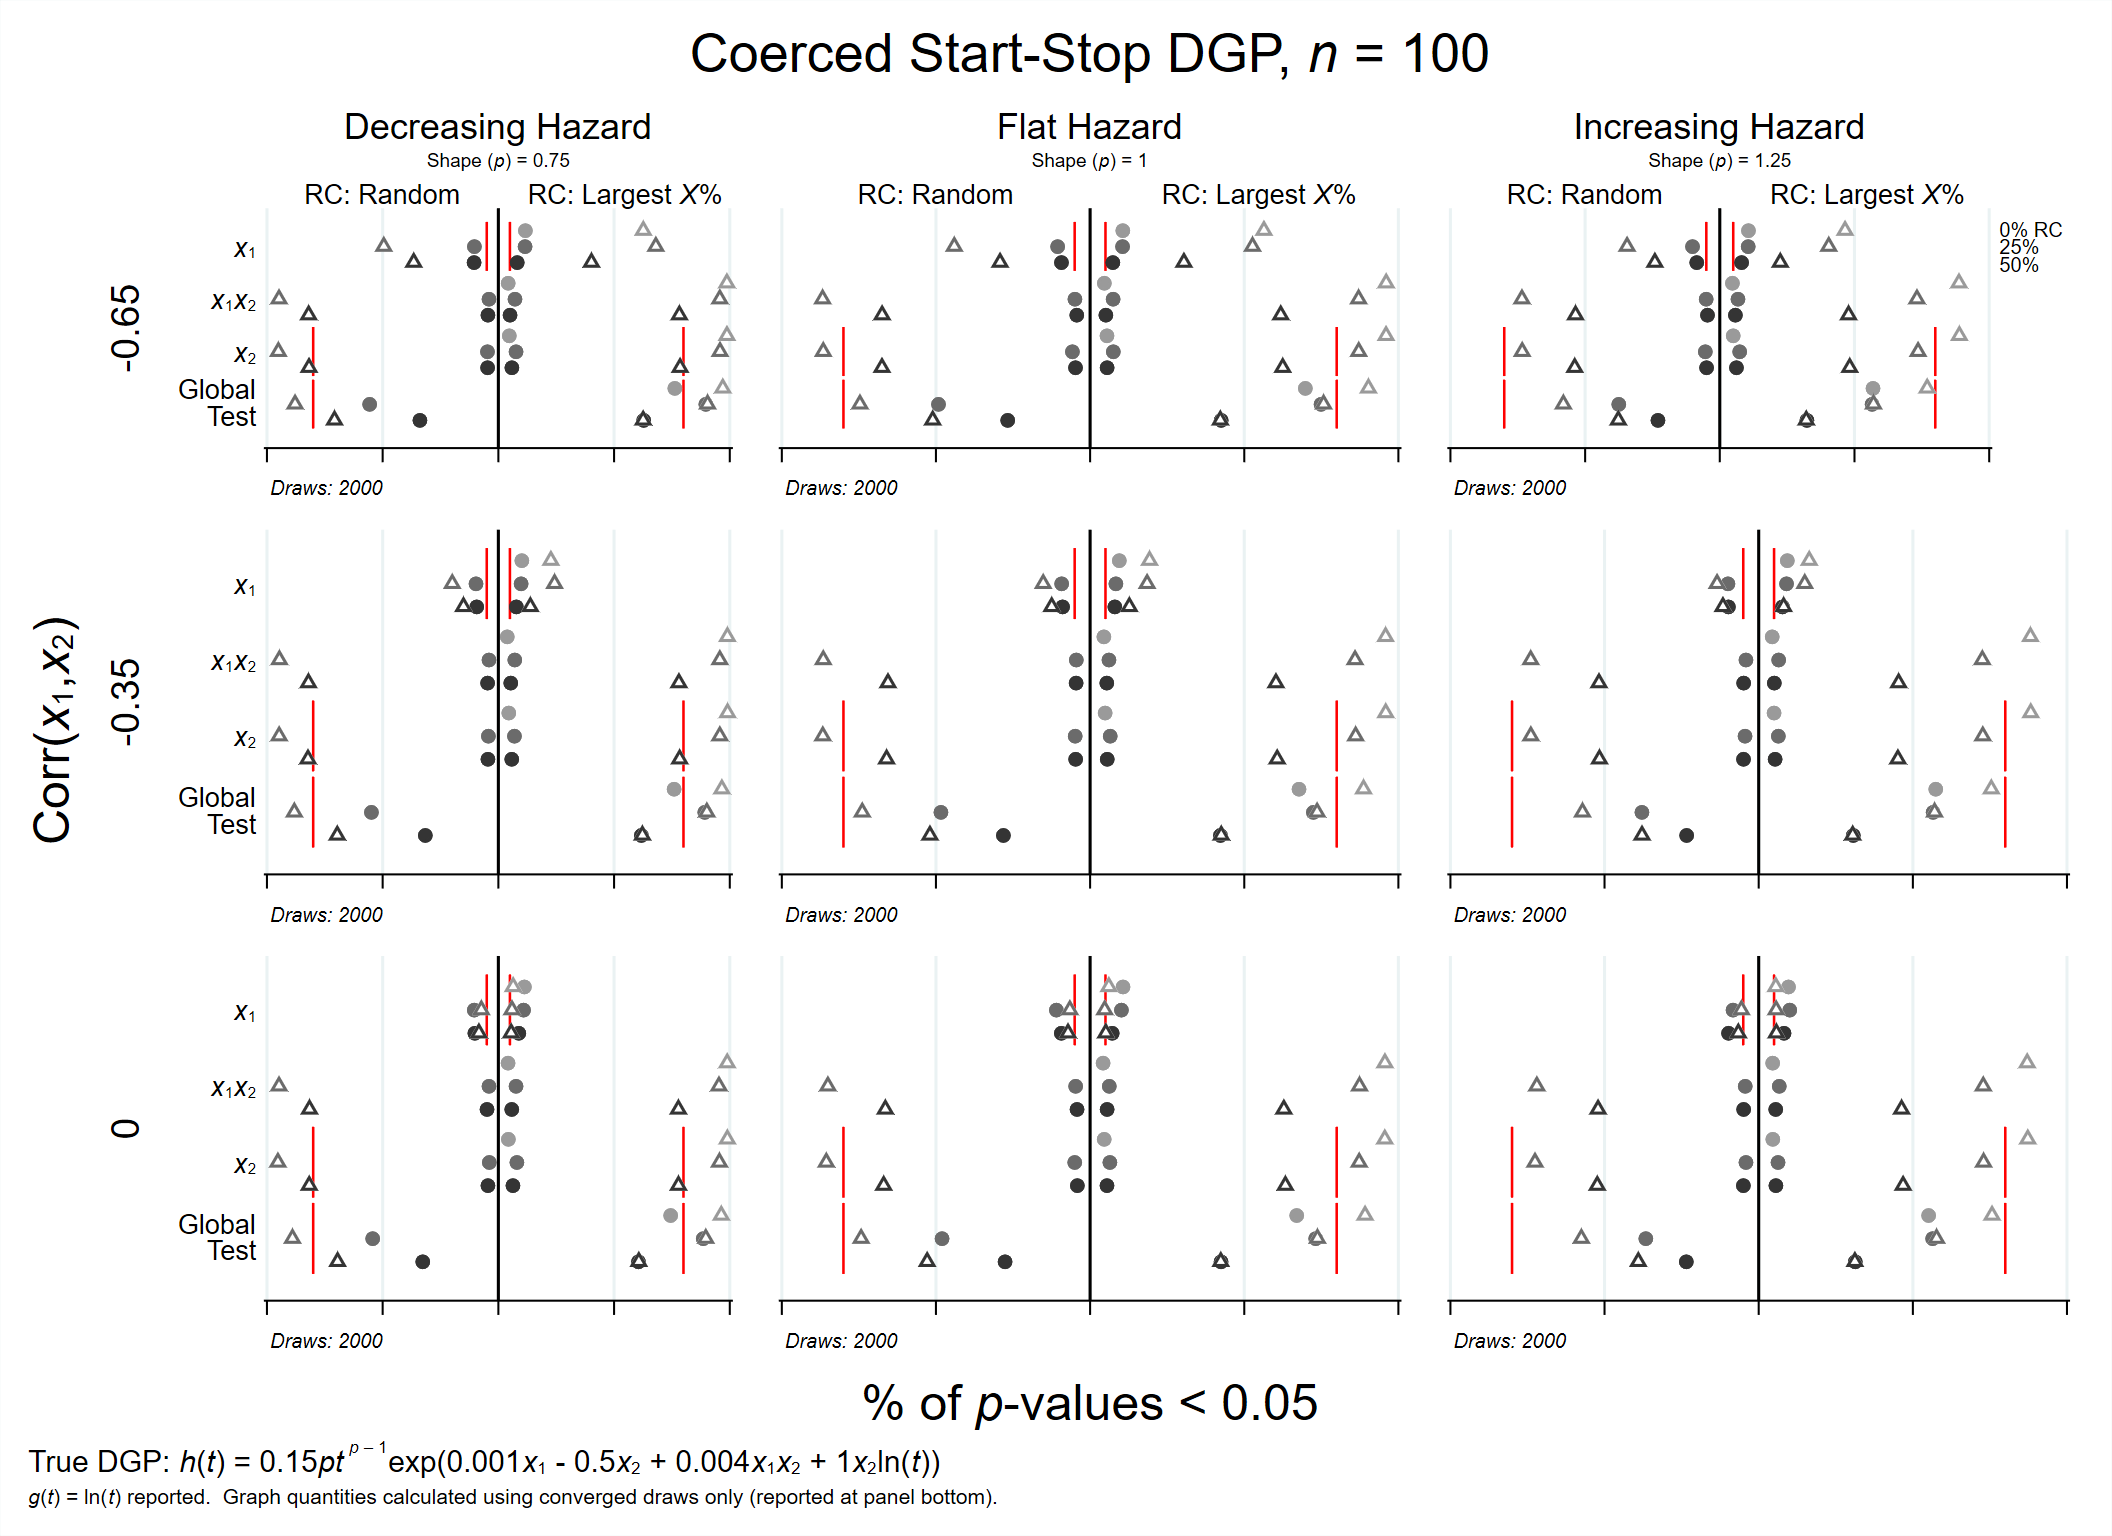 Coerced Start-Stop DGP, n = 100
Decreasing Hazard
Shape (p) = 0.75
RC: Random RC: Largest X%
Flat Hazard
Shape (p) = 1
RC: Random RC: Largest X%
Increasing Hazard
Shape (p) = 1.25
RC: Random RC: Largest X%
0% RC
25%
50%
Corr(x₁,x₂)
-0.65
x₁
x₁x₂
x₂
Global
Test
Draws: 2000
Draws: 2000
Draws: 2000
-0.35
x₁
x₁x₂
x₂
Global
Test
Draws: 2000
Draws: 2000
Draws: 2000
0
x₁
x₁x₂
x₂
Global
Test
Draws: 2000
Draws: 2000
Draws: 2000
% of p-values < 0.05
True DGP: h(t) = 0.15pt^(p – 1) exp(0.001x₁ - 0.5x₂ + 0.004x₁x₂ + 1x₂ln(t))
g(t) = ln(t) reported. Graph quantities calculated using converged draws only (reported at panel bottom).